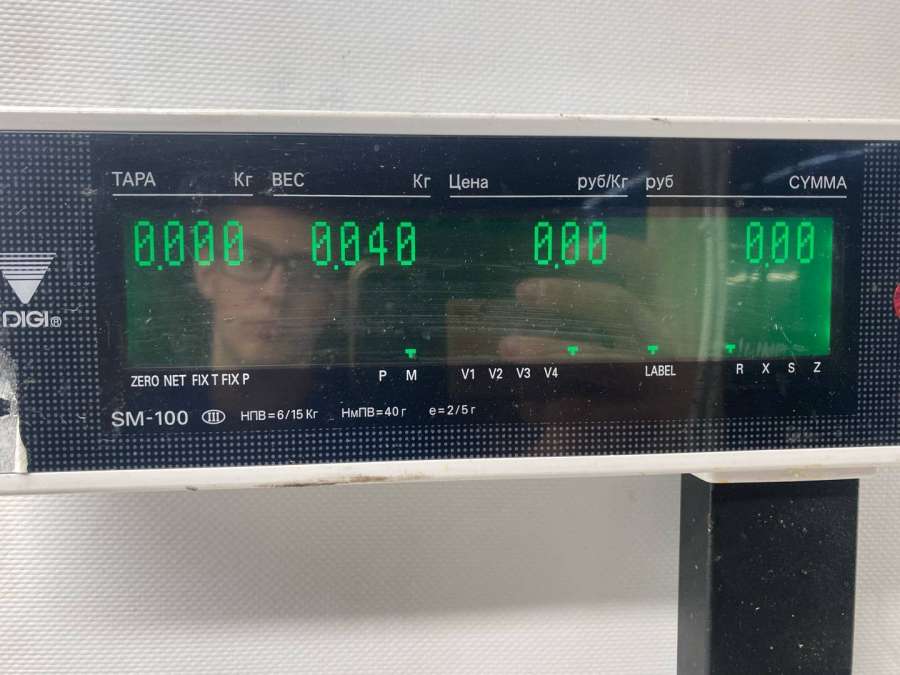 ТАРА Кг ВЕС Кг Цена руб/Кг руб СУММА
0.000 0.040 0.00 0.00
DIGI®
ZERO NET FIX T FIX P P M V1 V2 V3 V4 LABEL R X S Z
SM-100 III НПВ=6/15 Кг НмПВ=40 г e=2/5 г